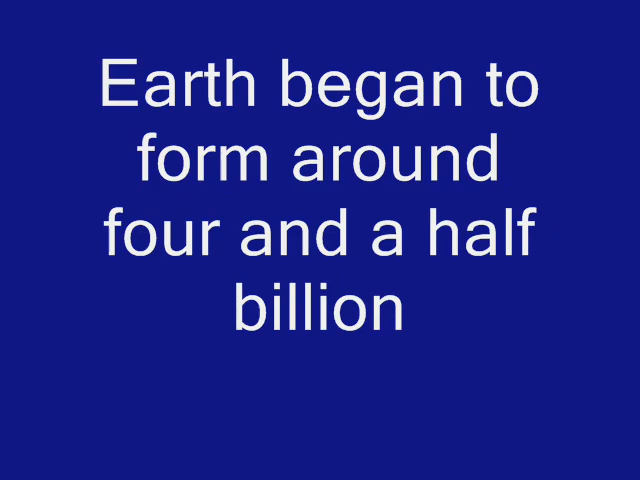 Earth began to
form around
four and a half
billion